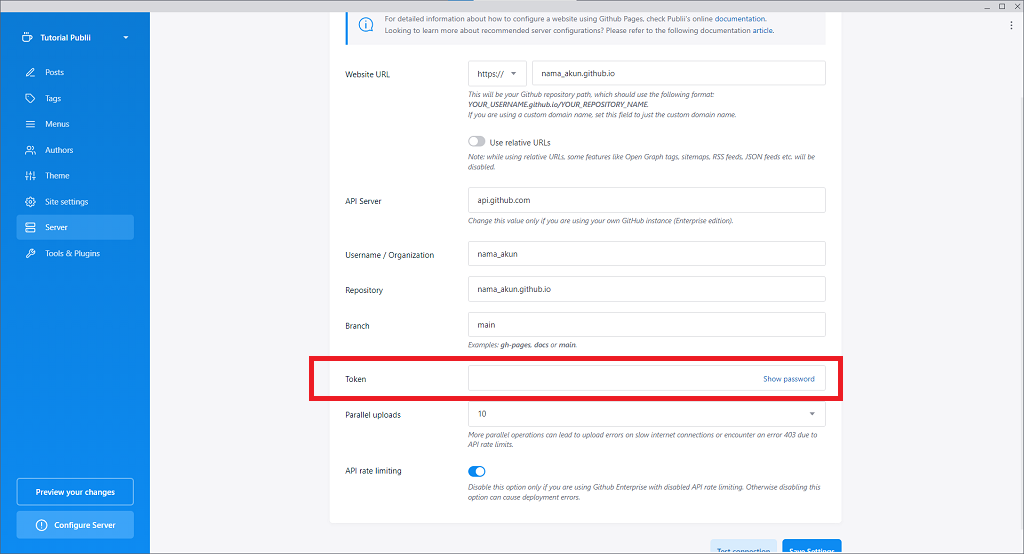 For detailed information about how to configure a website using Github Pages, check Publii's online documentation.
Looking to learn more about recommended server configurations? Please refer to the following documentation article.
Tutorial Publii
Posts
Tags
Menus
Authors
Theme
Site settings
Server
Tools & Plugins
Preview your changes
Configure Server
Website URL
https://
nama_akun.github.io
This will be your Github repository path, which should use the following format:
YOUR_USERNAME.github.io/YOUR_REPOSITORY_NAME.
If you are using a custom domain name, set this field to just the custom domain name.
Use relative URLs
Note: while using relative URLs, some features like Open Graph tags, sitemaps, RSS feeds, JSON feeds etc. will be
disabled.
API Server
api.github.com
Change this value only if you are using your own GitHub instance (Enterprise edition).
Username / Organization
nama_akun
Repository
nama_akun.github.io
Branch
main
Examples: gh-pages, docs or main.
Token
Show password
Parallel uploads
10
More parallel operations can lead to upload errors on slow internet connections or encounter an error 403 due to
API rate limits.
API rate limiting
Disable this option only if you are using Github Enterprise with disabled API rate limiting. Otherwise disabling this
option can cause deployment errors.
Test connection
Save Settings